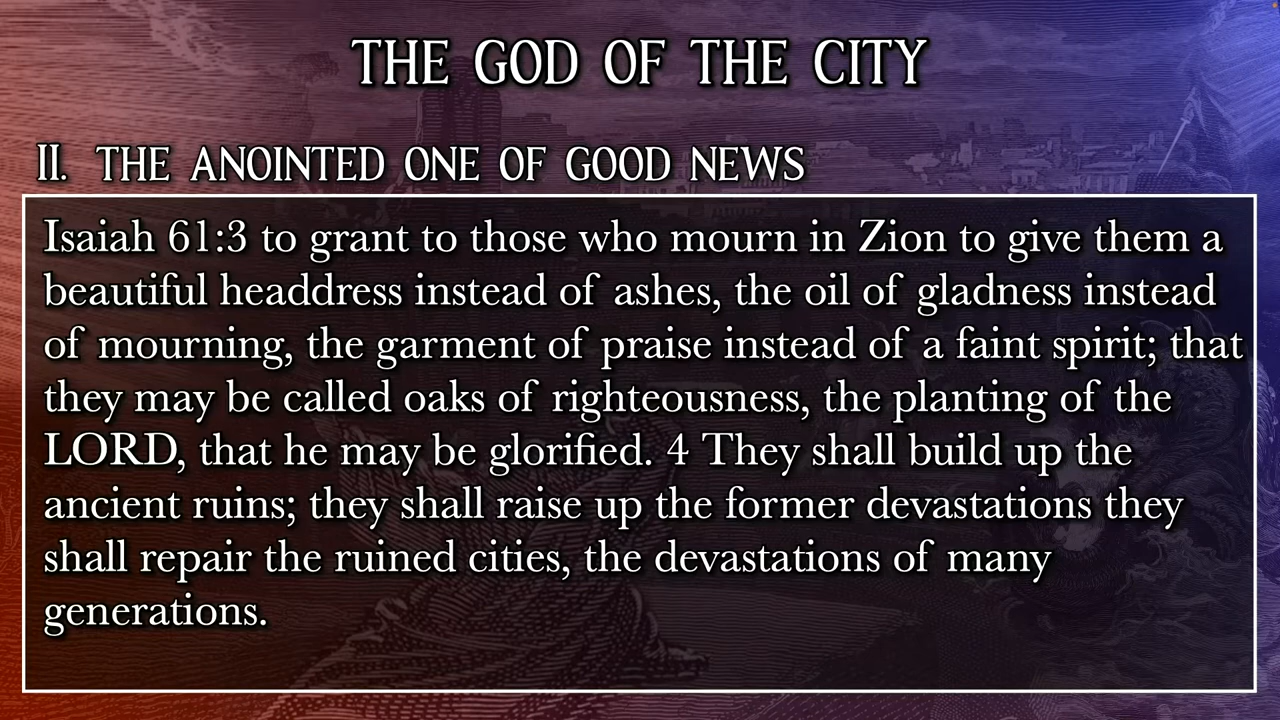 THE GOD OF THE CITY
II. THE ANOINTED ONE OF GOOD NEWS
Isaiah 61:3 to grant to those who mourn in Zion to give them a
beautiful headdress instead of ashes, the oil of gladness instead
of mourning, the garment of praise instead of a faint spirit; that
they may be called oaks of righteousness, the planting of the
LORD, that he may be glorified. 4 They shall build up the
ancient ruins; they shall raise up the former devastations they
shall repair the ruined cities, the devastations of many
generations.